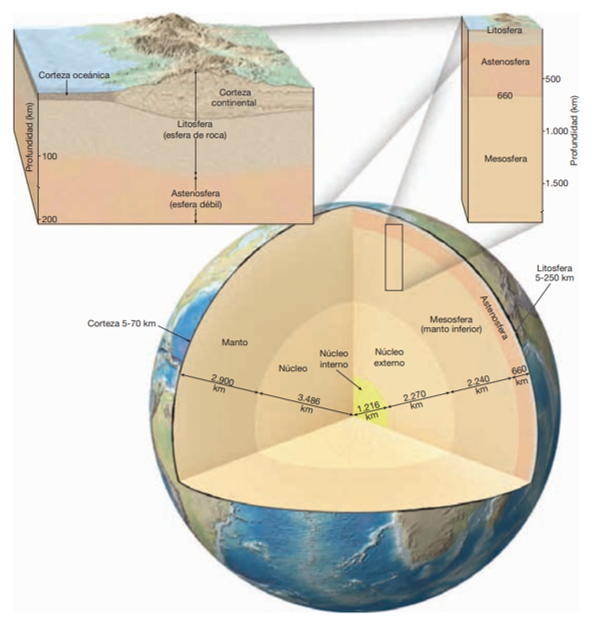 Corteza oceánica
Corteza
continental
Litosfera
(esfera de roca)
Astenosfera
(esfera débil)
Profundidad (km)
100
200
Litosfera
Astenosfera
660
Mesosfera
500
1.000
1.500
Profundidad (km)
Litosfera
5-250 km
Corteza 5-70 km
Manto
Núcleo
Núcleo
interno
Núcleo
externo
Mesosfera
(manto inferior)
Astenosfera
2.900
km
3.486
km
1.216
km
2.270
km
2.240
km
660
km